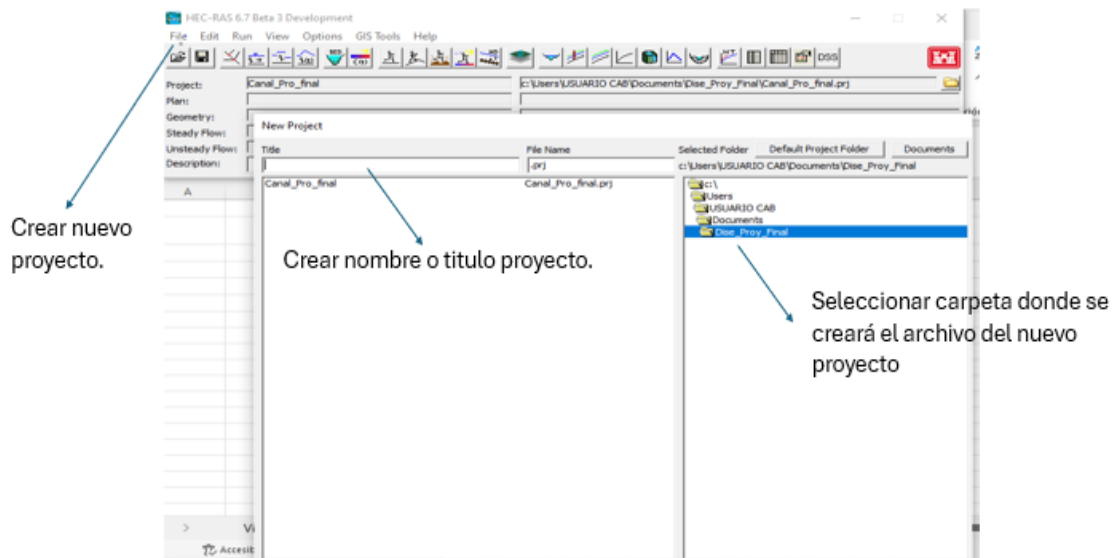 HEC-RAS 6.7 Beta 3 Development
File Edit Run View Options GIS Tools Help
DSS
Project: Canal_Pro_final c:\Users\USUARIO CAB\Documents\Dise_Proy_Final\Canal_Pro_final.prj
Plan:
Geometry:
Steady Flow:
Unsteady Flow:
Description:
New Project
Title File Name Selected Folder Default Project Folder Documents
.prj c:\Users\USUARIO CAB\Documents\Dise_Proy_Final
Canal_Pro_final Canal_Pro_final.prj
c:\
Users
USUARIO CAB
Documents
Dise_Proy_Final
A
Crear nuevo
proyecto.
Crear nombre o titulo proyecto.
Seleccionar carpeta donde se
creará el archivo del nuevo
proyecto